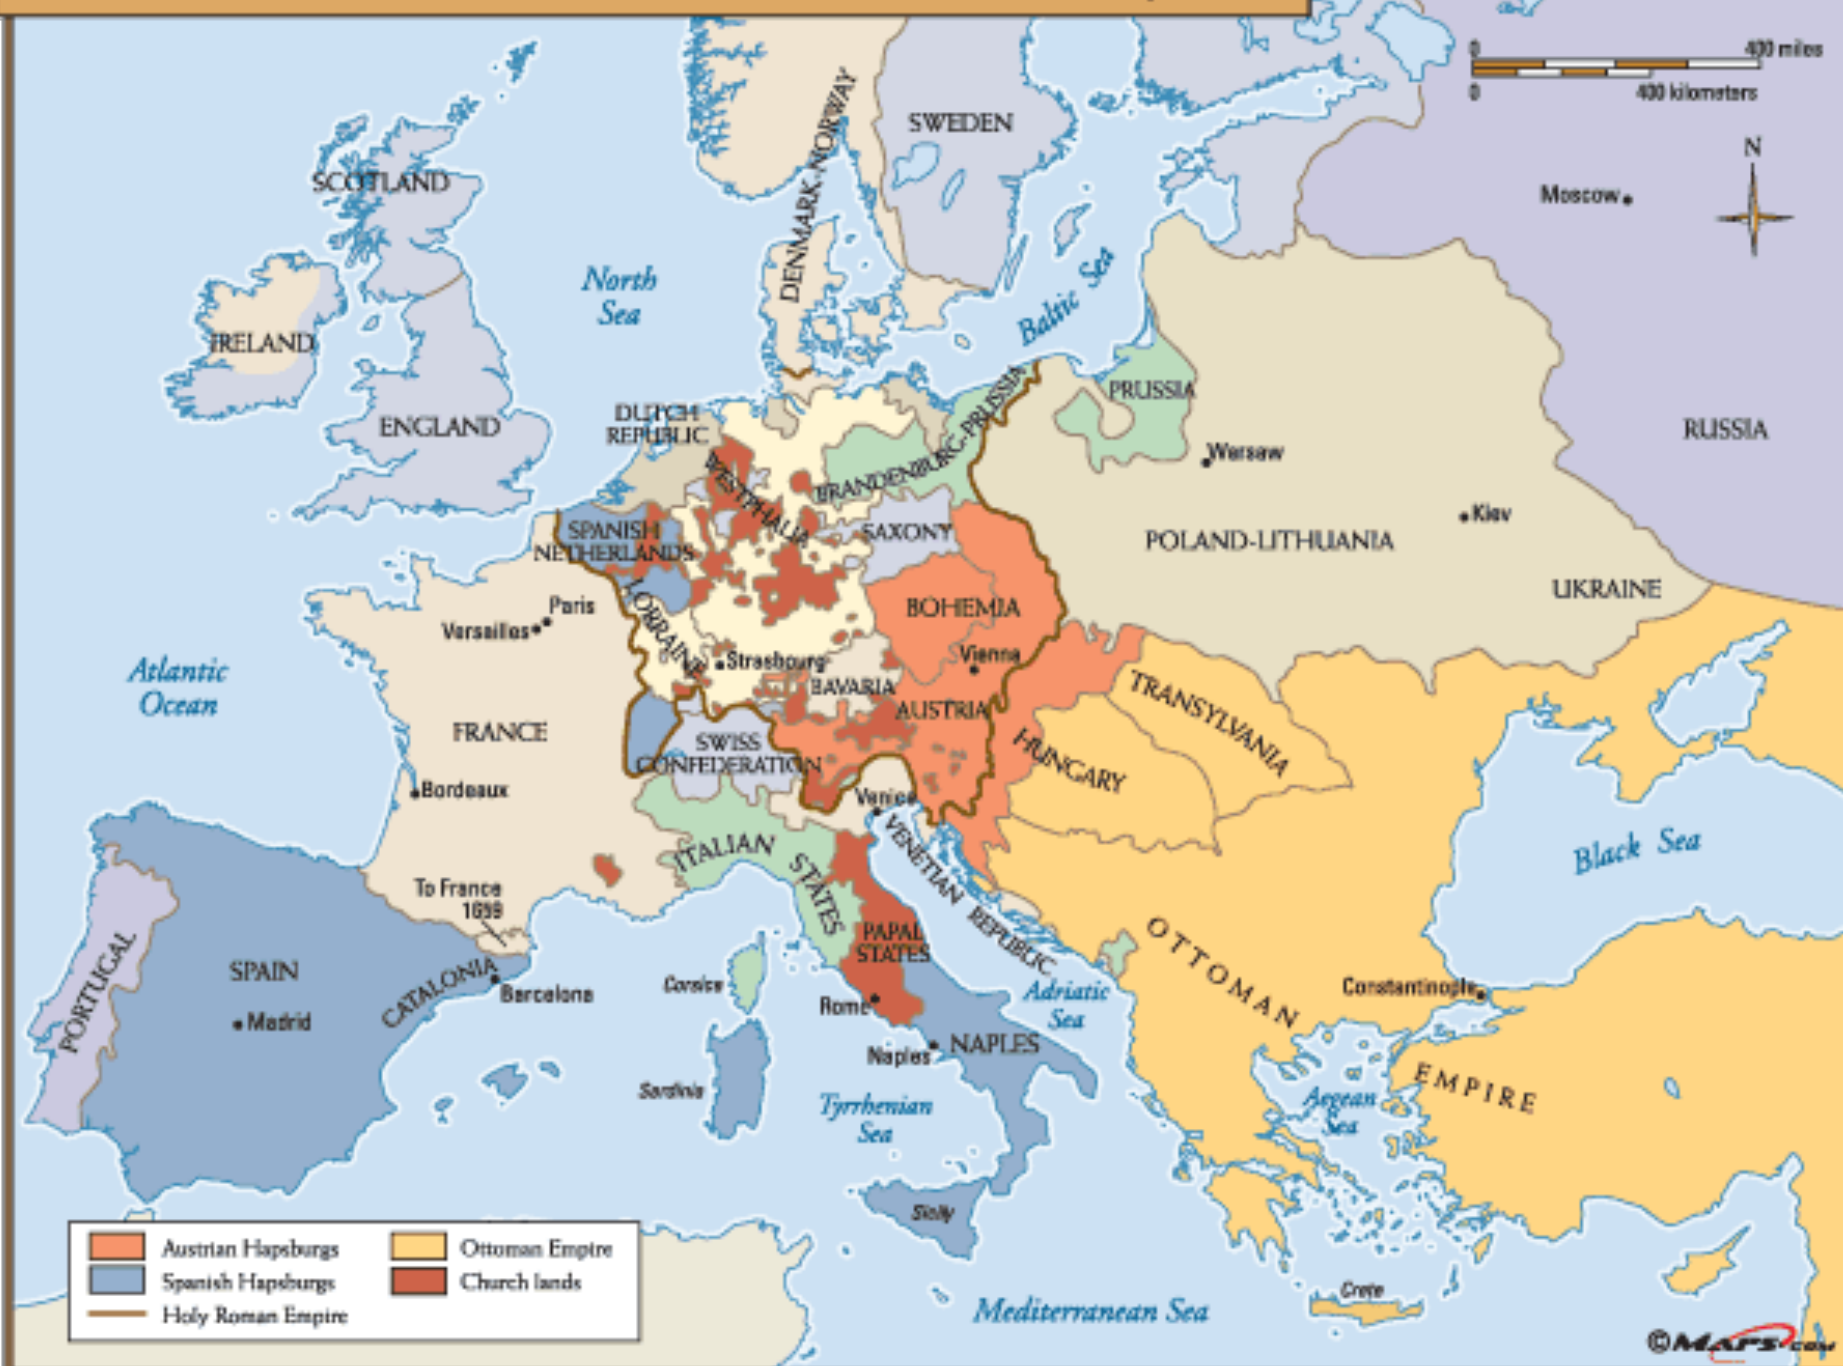 0 400 miles
0 400 kilometers
N
SWEDEN
DENMARK-NORWAY
SCOTLAND
Moscow
North
Sea
Baltic Sea
IRELAND
ENGLAND
DUTCH
REPUBLIC
PRUSSIA
BRANDENBURG-PRUSSIA
RUSSIA
Warsaw
WESTPHALIA
Kiev
SPANISH
NETHERLANDS
SAXONY
POLAND-LITHUANIA
UKRAINE
LORRAINE
BOHEMIA
Paris
Versailles
Strasbourg
Vienna
BAVARIA
Atlantic
Ocean
AUSTRIA
TRANSYLVANIA
FRANCE
SWISS
CONFEDERATION
HUNGARY
Bordeaux
Venice
VENETIAN REPUBLIC
ITALIAN STATES
Black Sea
To France
1659
PAPAL
STATES
OTTOMAN
EMPIRE
PORTUGAL
SPAIN
CATALONIA
Barcelona
Madrid
Corsica
Rome
Adriatic
Sea
Constantinople
Naples
NAPLES
Sardinia
Tyrrhenian
Sea
Aegean
Sea
Sicily
Crete
Mediterranean Sea
Austrian Hapsburgs
Spanish Hapsburgs
Holy Roman Empire
Ottoman Empire
Church lands
©MAPS.COM